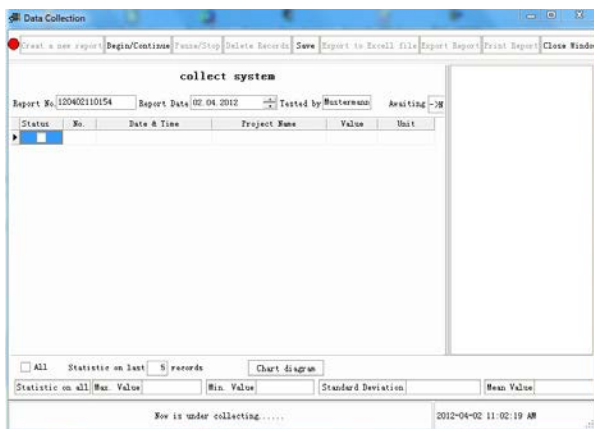 Data Collection
Creat a new report Begin/Continue Pause/Stop Delete Records Save Export to Excell file Export Report Print Report Close Window
collect system
Report No. 120402110154 Report Date 02.04.2012 Tested by Mustermann Awaiting ->N
Status No. Date & Time Project Name Value Unit
All Statistic on last 5 records Chart diagram
Statistic on all Max. Value Min. Value Standard Deviation Mean Value
Now is under collecting...... 2012-04-02 11:02:19 AM